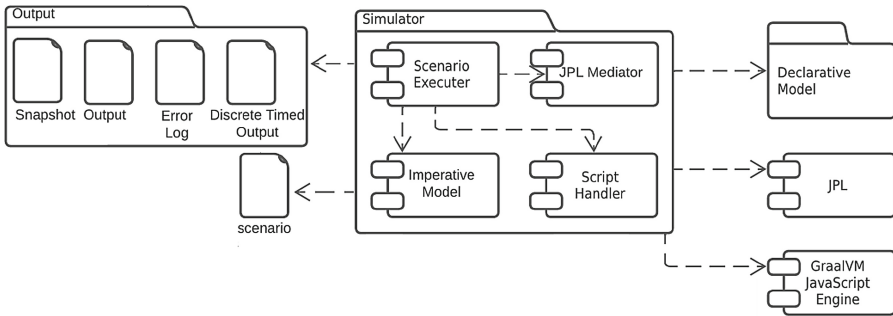 Output
Snapshot
Output
Error
Log
Discrete Timed
Output
scenario
Simulator
Scenario
Executer
JPL Mediator
Imperative
Model
Script
Handler
Declarative
Model
JPL
GraalVM
JavaScript
Engine